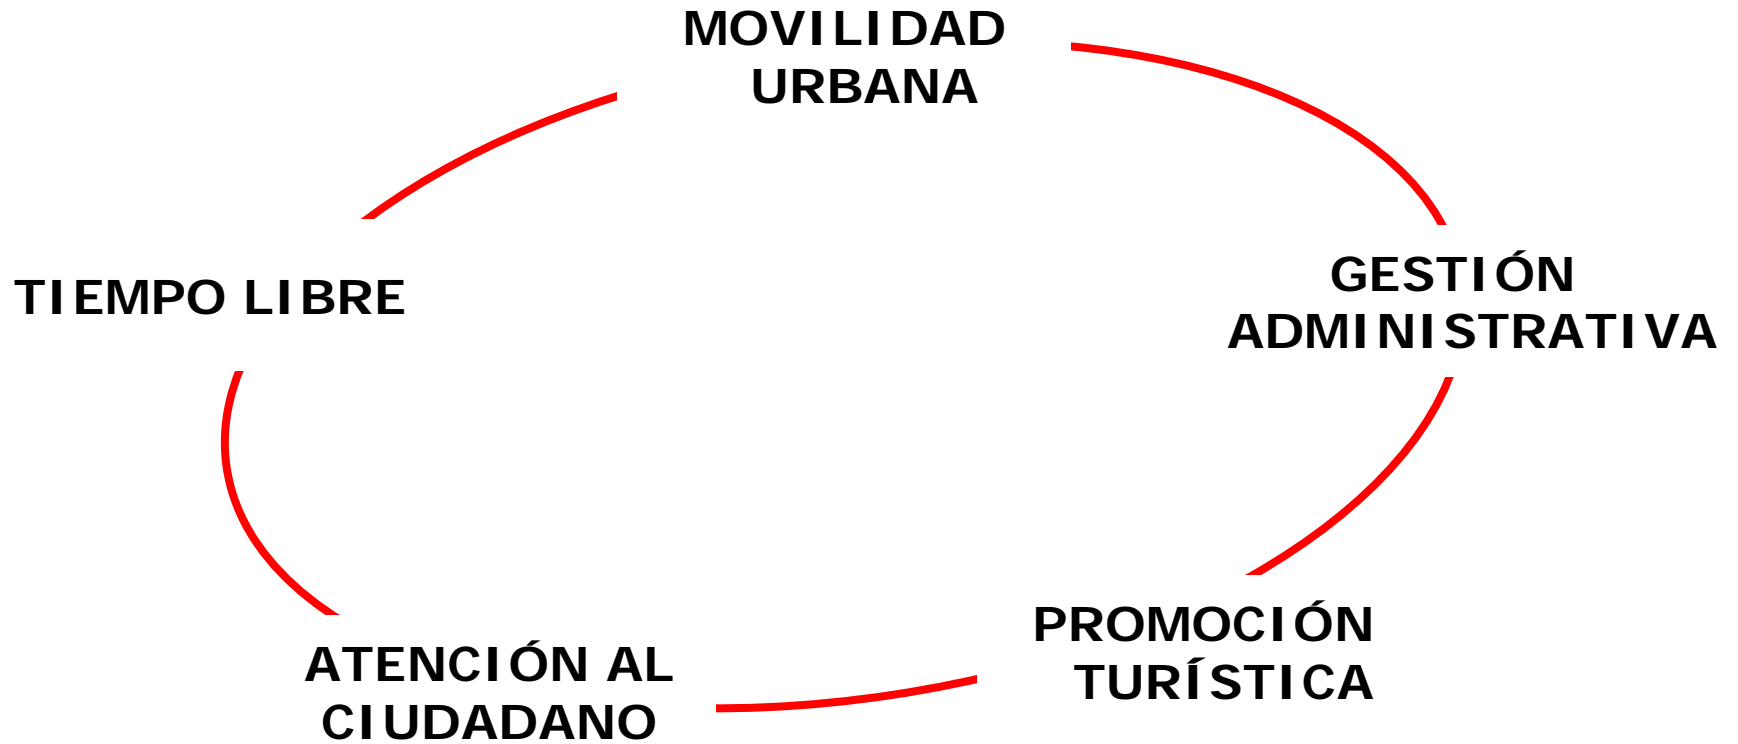 MOVILIDAD
URBANA
TIEMPO LIBRE
GESTIÓN
ADMINISTRATIVA
PROMOCIÓN
TURÍSTICA
ATENCIÓN AL
CIUDADANO